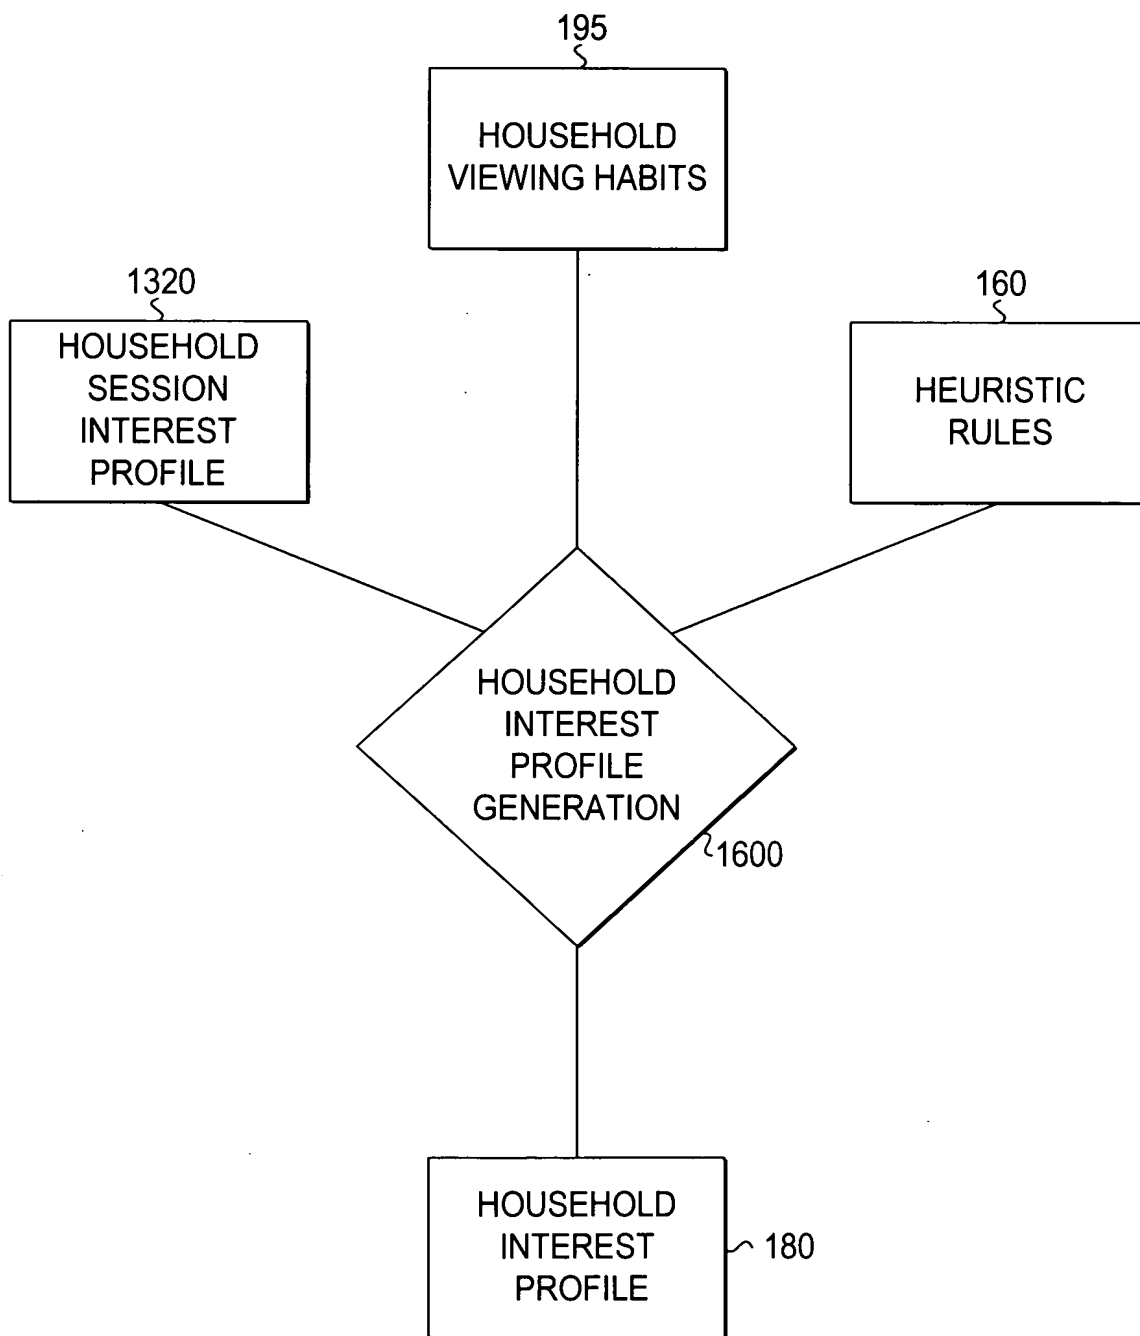 195
HOUSEHOLD
VIEWING HABITS
1320
HOUSEHOLD
SESSION
INTEREST
PROFILE
160
HEURISTIC
RULES
HOUSEHOLD
INTEREST
PROFILE
GENERATION
1600
HOUSEHOLD
INTEREST
PROFILE
180